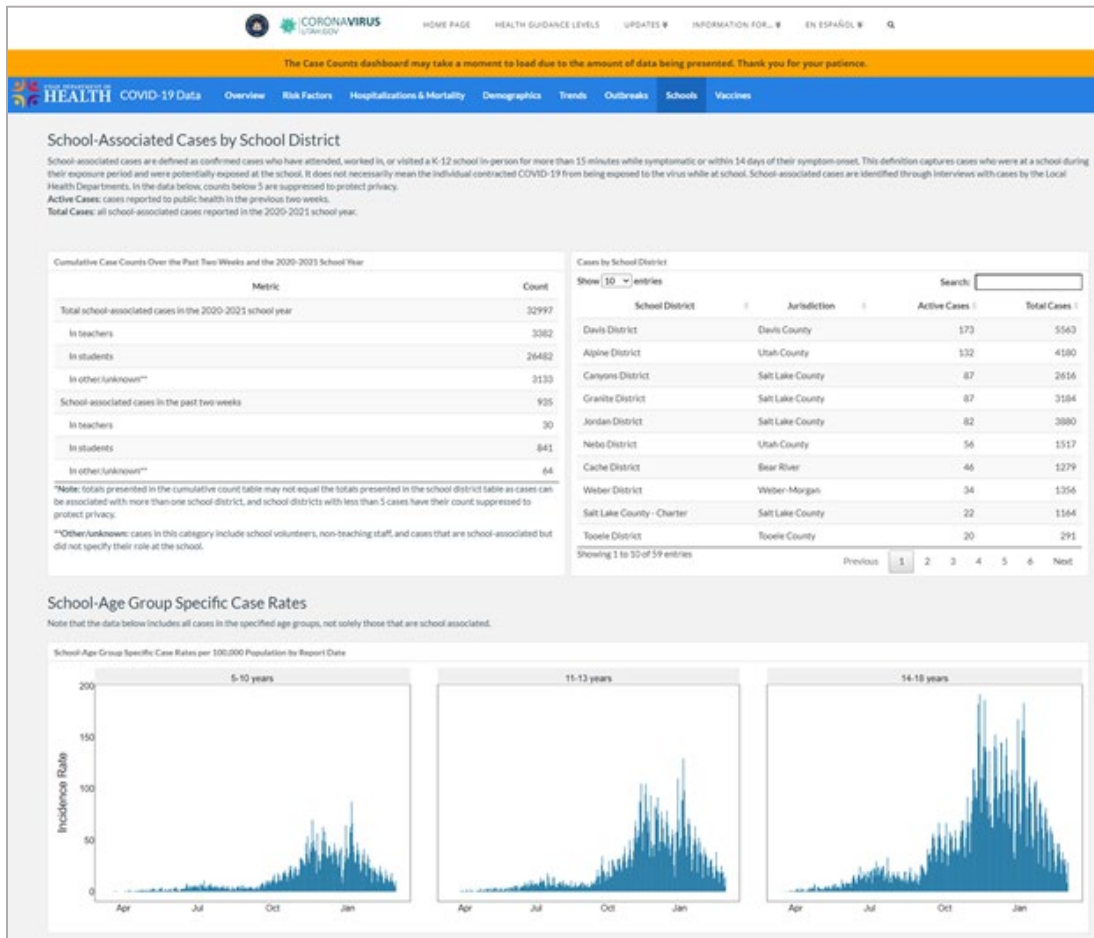 CORONAVIRUS
UTAH.GOV
HOME PAGE
HEALTH GUIDANCE LEVELS
UPDATES
INFORMATION FOR...
EN ESPAÑOL
The Case Counts dashboard may take a moment to load due to the amount of data being presented. Thank you for your patience.
UTAH DEPARTMENT OF
HEALTH COVID-19 Data Overview Risk Factors Hospitalizations & Mortality Demographics Trends Outbreaks Schools Vaccines
School-Associated Cases by School District
School-associated cases are defined as confirmed cases who have attended, worked in, or visited a K-12 school in-person for more than 15 minutes while symptomatic or within 14 days of their symptom onset. This definition captures cases who were at a school during
their exposure period and were potentially exposed at the school. It does not necessarily mean the individual contracted COVID-19 from being exposed to the virus while at school. School-associated cases are identified through interviews with cases by the Local
Health Departments. In the data below, counts below 5 are suppressed to protect privacy.
Active Cases: cases reported to public health in the previous two weeks.
Total Cases: all school-associated cases reported in the 2020-2021 school year.
Cumulative Case Counts Over the Past Two Weeks and the 2020-2021 School Year
Metric Count
Total school-associated cases in the 2020-2021 school year 32997
In teachers 3382
In students 26482
In other/unknown** 3133
School-associated cases in the past two weeks 935
In teachers 30
In students 841
In other/unknown** 64
*Note: totals presented in the cumulative count table may not equal the totals presented in the school district table as cases can
be associated with more than one school district, and school districts with less than 5 cases have their count suppressed to
protect privacy.
**Other/unknown: cases in this category include school volunteers, non-teaching staff, and cases that are school-associated but
did not specify their role at the school.
Cases by School District
Show 10 entries Search:
School District Jurisdiction Active Cases Total Cases
Davis District Davis County 173 5563
Alpine District Utah County 132 4180
Canyons District Salt Lake County 87 2616
Granite District Salt Lake County 87 3184
Jordan District Salt Lake County 82 3880
Nebo District Utah County 56 1517
Cache District Bear River 46 1279
Weber District Weber-Morgan 34 1356
Salt Lake County - Charter Salt Lake County 22 1164
Tooele District Tooele County 20 291
Showing 1 to 10 of 59 entries
Previous 1 2 3 4 5 6 Next
School-Age Group Specific Case Rates
Note that the data below includes all cases in the specified age groups, not solely those that are school associated.
School-Age Group Specific Case Rates per 100,000 Population by Report Date
5-10 years 11-13 years 14-18 years
Incidence Rate
200
150
100
50
0
Apr Jul Oct Jan
Apr Jul Oct Jan
Apr Jul Oct Jan